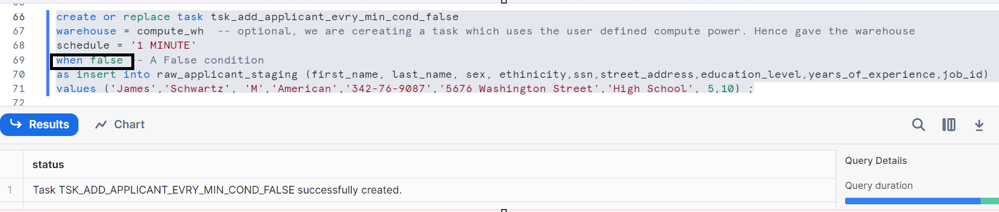 66 create or replace task tsk_add_applicant_evry_min_cond_false
67 warehouse = compute_wh -- optional, we are cereating a task which uses the user defined compute power. Hence gave the warehouse
68 schedule = '1 MINUTE'
69 when false -- A False condition
70 as insert into raw_applicant_staging (first_name, last_name, sex, ethinicity,ssn,street_address,education_level,years_of_experience,job_id)
71 values ('James','Schwartz', 'M','American','342-76-9087','5676 Washington Street','High School', 5,10) ;
72
Results Chart
status
1 Task TSK_ADD_APPLICANT_EVRY_MIN_COND_FALSE successfully created.
Query Details
Query duration